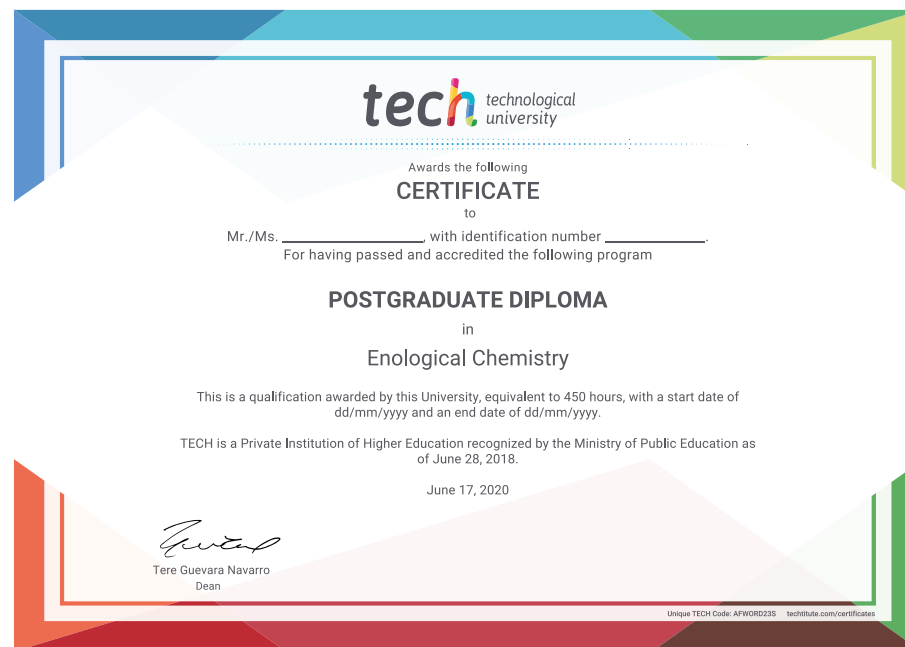 tech technological
university
Awards the following
CERTIFICATE
to
Mr./Ms. ____________________, with identification number ______________.
For having passed and accredited the following program
POSTGRADUATE DIPLOMA
in
Enological Chemistry
This is a qualification awarded by this University, equivalent to 450 hours, with a start date of
dd/mm/yyyy and an end date of dd/mm/yyyy.
TECH is a Private Institution of Higher Education recognized by the Ministry of Public Education as
of June 28, 2018.
June 17, 2020
Tere Guevara Navarro
Dean
Unique TECH Code: AFWORD23S techtitute.com/certificates